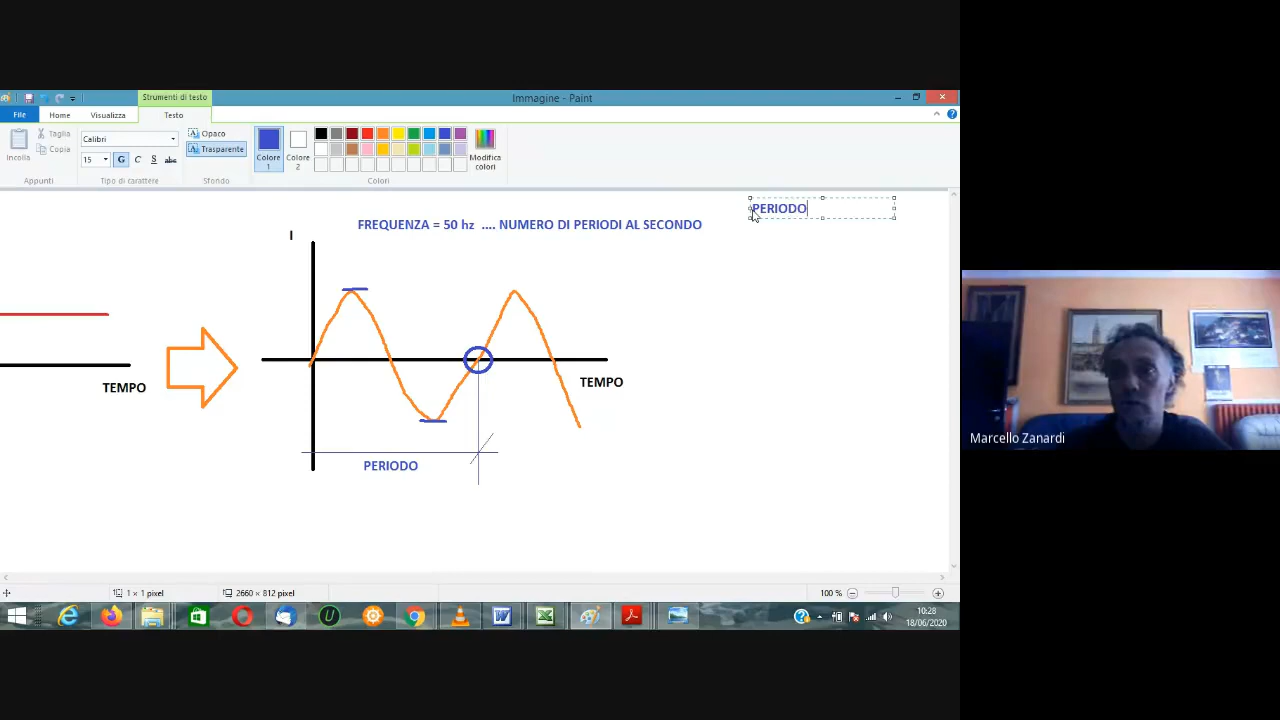 Strumenti di testo
Immagine - Paint
File
Home
Visualizza
Testo
Incolla
Taglia
Copia
Appunti
Calibri
15
G
C
S
abc
Tipo di carattere
Opaco
Trasparente
Sfondo
Colore
1
Colore
2
Modifica
colori
Colori
PERIODO
FREQUENZA = 50 hz .... NUMERO DI PERIODI AL SECONDO
I
TEMPO
TEMPO
PERIODO
Marcello Zanardi
1 × 1 pixel
2660 × 812 pixel
100 %
10:28
18/06/2020